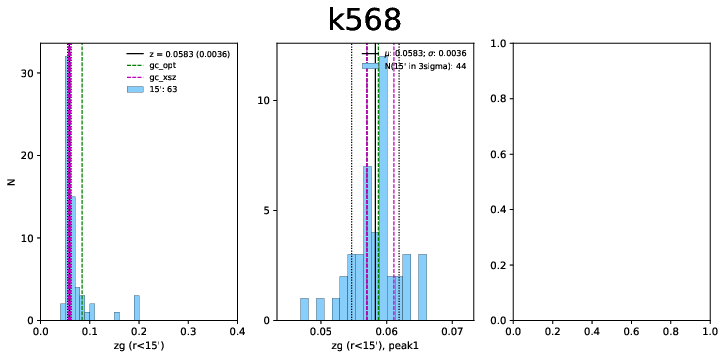 k568
N
30
20
10
0
0.0 0.1 0.2 0.3 0.4
zg (r<15')
z = 0.0583 (0.0036)
gc_opt
gc_xsz
15': 63
10
5
0
0.05 0.06 0.07
zg (r<15'), peak1
μ: 0.0583; σ: 0.0036
N(15' in 3sigma): 44
1.0
0.8
0.6
0.4
0.2
0.0
0.0 0.2 0.4 0.6 0.8 1.0